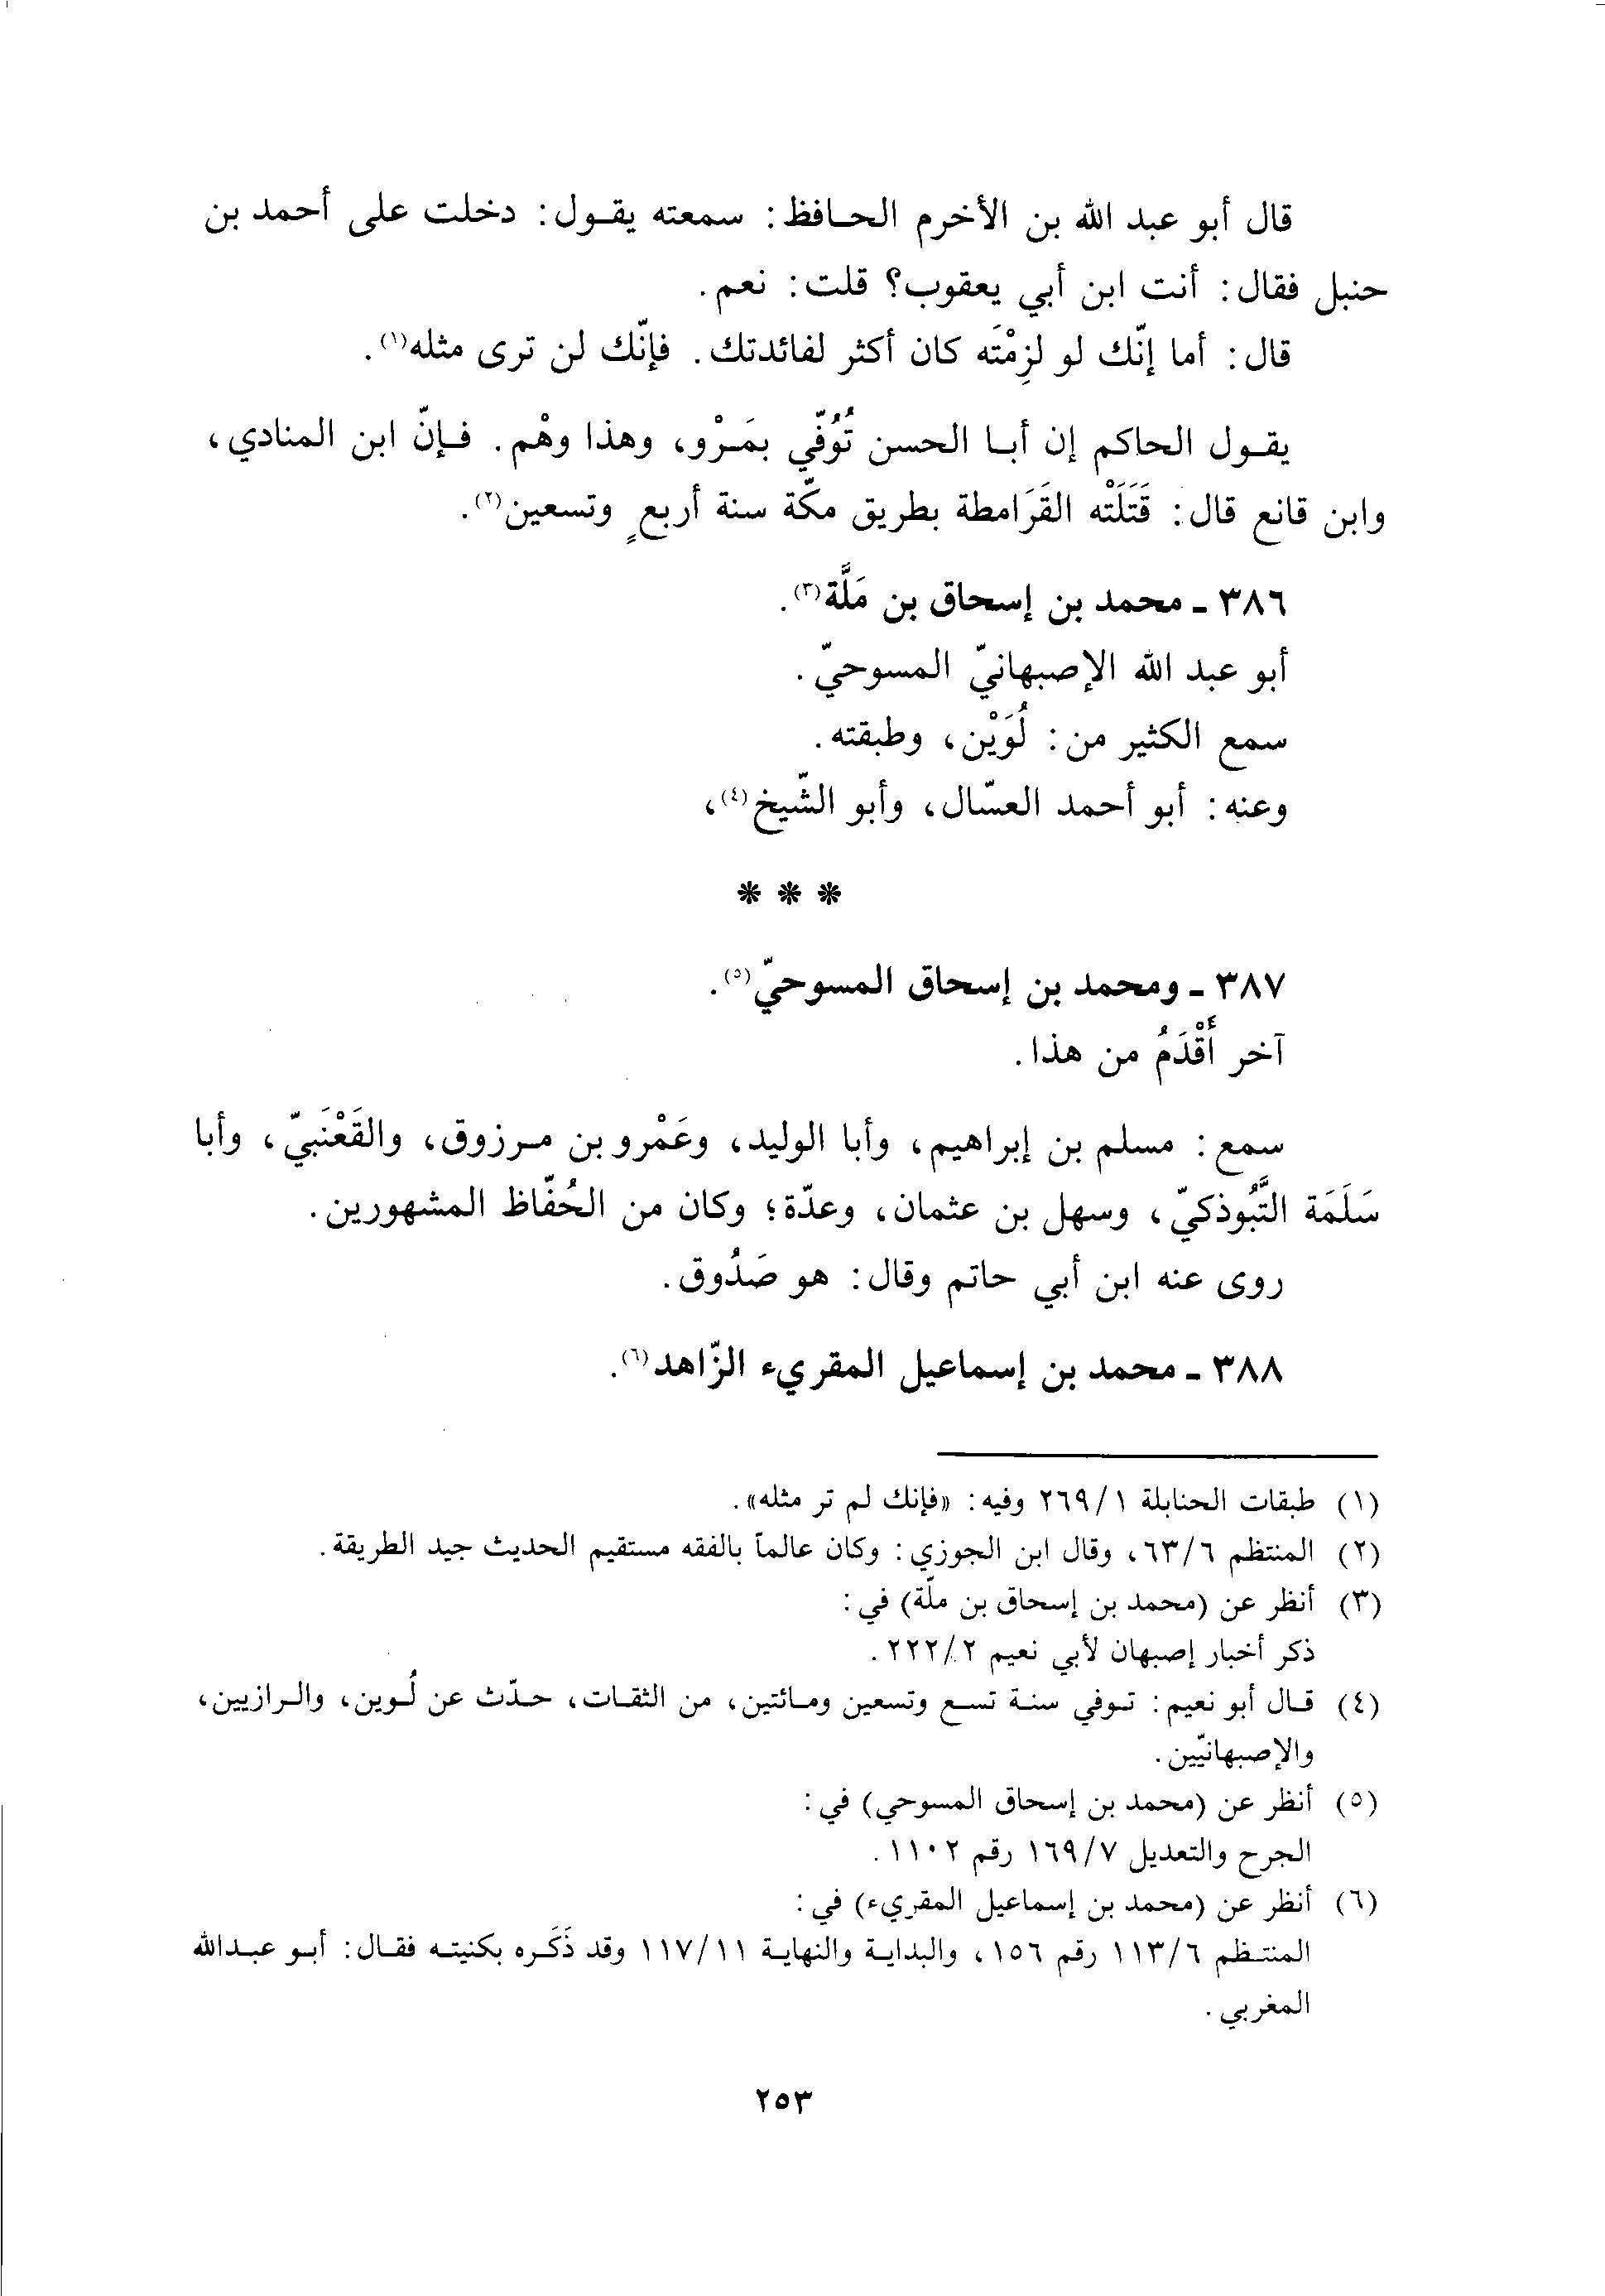 قال أبو عبد الله بن الأخرم الحافظ: سمعته يقول: دخلت على أحمد بن
حنبل فقال: أنت ابن أبي يعقوب؟ قلت: نعم.
قال: أما إنّك لو لزِمْتَه كان أكثر لفائدتك. فإنّك لن ترى مثله(١).
يقول الحاكم إن أبا الحسن تُوُفّي بمَرْو، وهذا وهْم. فإنّ ابن المنادي،
وابن قانع قال: قَتَلَتْه القَرَامطة بطريق مكّة سنة أربعٍ وتسعين(٢).
٣٨٦ ـ محمد بن إسحاق بن مَلَّة(٣).
أبو عبد الله الإصبهانيّ المسوحيّ.
سمع الكثير من: لُوَيْن، وطبقته.
وعنه: أبو أحمد العسّال، وأبو الشّيخ(٤)،
* * *
٣٨٧ ـ ومحمد بن إسحاق المسوحيّ(٥).
آخر أَقْدَمُ من هذا.
سمع: مسلم بن إبراهيم، وأبا الوليد، وعَمْرو بن مرزوق، والقَعْنَبيّ، وأبا
سَلَمَة التَّبُوذكيّ، وسهل بن عثمان، وعدّة؛ وكان من الحُفّاظ المشهورين.
روى عنه ابن أبي حاتم وقال: هو صَدُوق.
٣٨٨ ـ محمد بن إسماعيل المقريء الزّاهد(٦).
(١) طبقات الحنابلة ٢٦٩/١ وفيه: «فإنك لم تر مثله».
(٢) المنتظم ٦٣/٦، وقال ابن الجوزي: وكان عالماً بالفقه مستقيم الحديث جيد الطريقة.
(٣) أنظر عن (محمد بن إسحاق بن ملّة) في:
ذكر أخبار إصبهان لأبي نعيم ٢٢٢/٢.
(٤) قال أبو نعيم: توفي سنة تسع وتسعين ومائتين، من الثقات، حدّث عن لُوين، والرازيين،
والإصبهانيّين.
(٥) أنظر عن (محمد بن إسحاق المسوحي) في:
الجرح والتعديل ١٦٩/٧ رقم ١١٠٢.
(٦) أنظر عن (محمد بن إسماعيل المقريء) في:
المنتظم ١١٣/٦ رقم ١٥٦، والبداية والنهاية ١١٧/١١ وقد ذَكَره بكنيته فقال: أبو عبدالله
المغربي.
٢٥٣